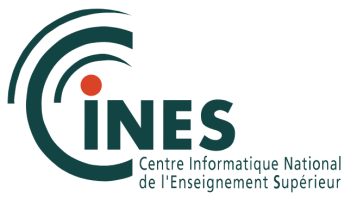 CINES
Centre Informatique National
de l'Enseignement Supérieur